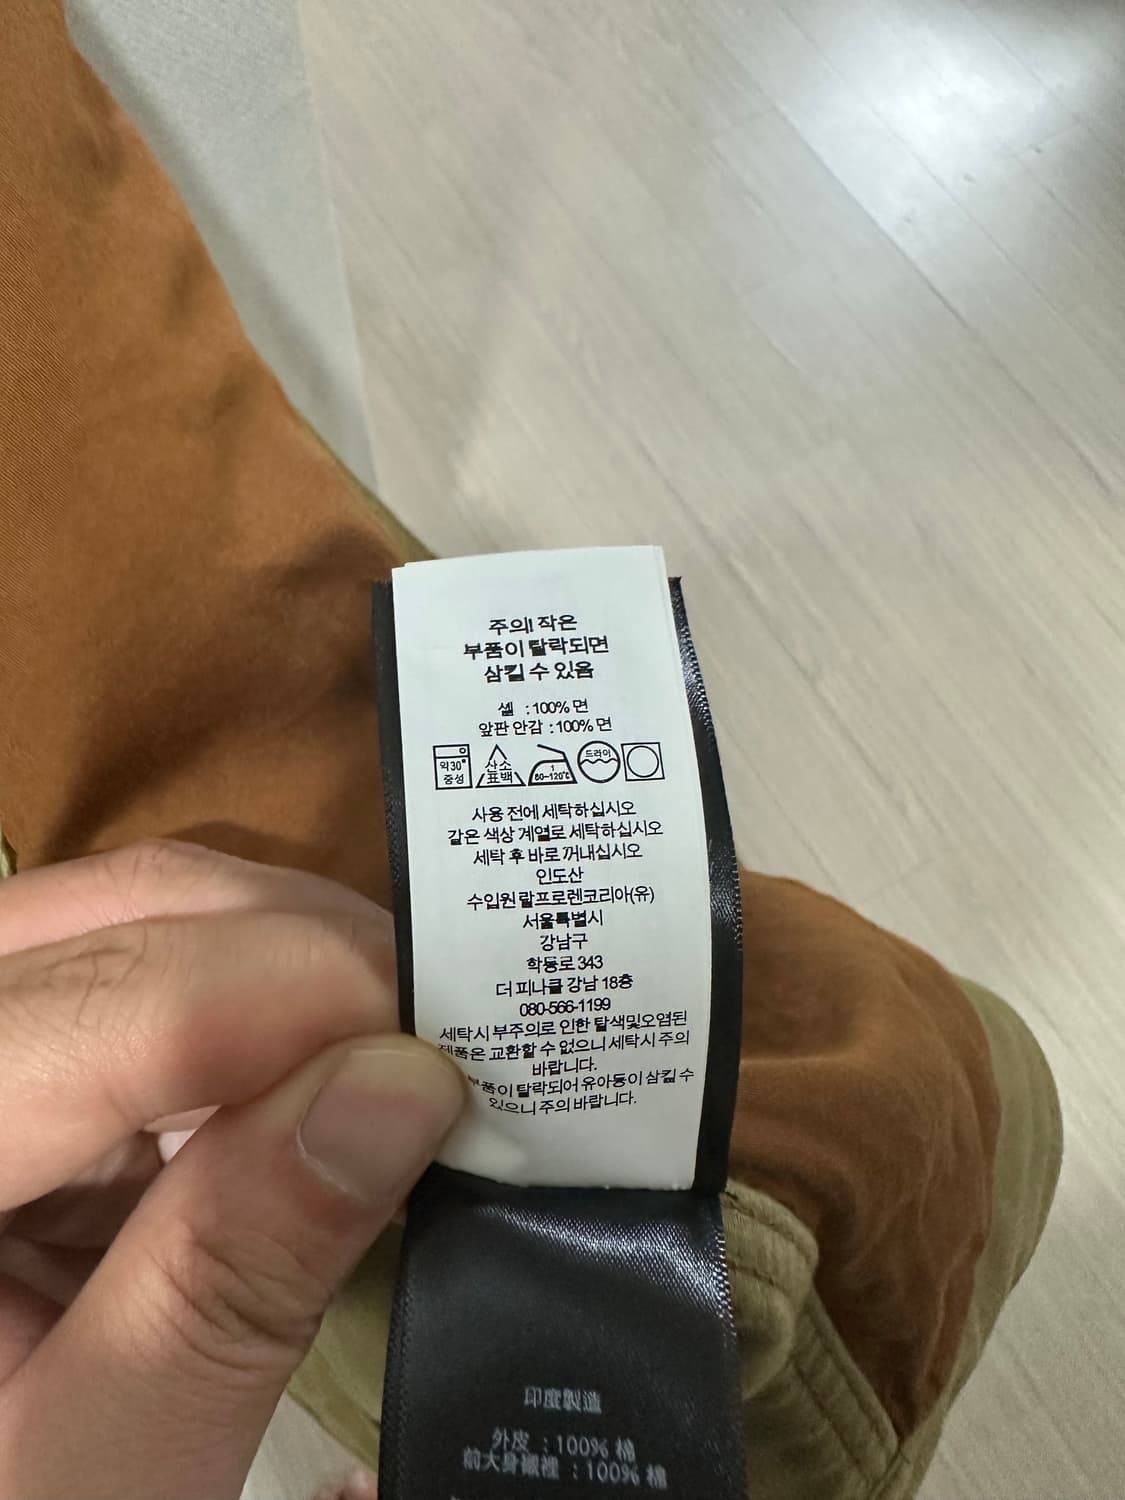 주의! 작은
부품이 탈락되면
삼킬 수 있음
셸 : 100% 면
앞판 안감 : 100% 면
약30°
중성
산소
표백
1
80~120°C
드라이
사용 전에 세탁하십시오
같은 색상 계열로 세탁하십시오
세탁 후 바로 꺼내십시오
인도산
수입원 랄프로렌코리아(유)
서울특별시
강남구
학동로 343
더 피나클 강남 18층
080-566-1199
세탁시 부주의로 인한 탈색및오염된
제품은 교환할 수 없으니 세탁시 주의
바랍니다.
부품이 탈락되어 유아등이 삼킬 수
있으니 주의 바랍니다.
印度製造
外皮 : 100% 棉
前大身襯裡 : 100% 棉